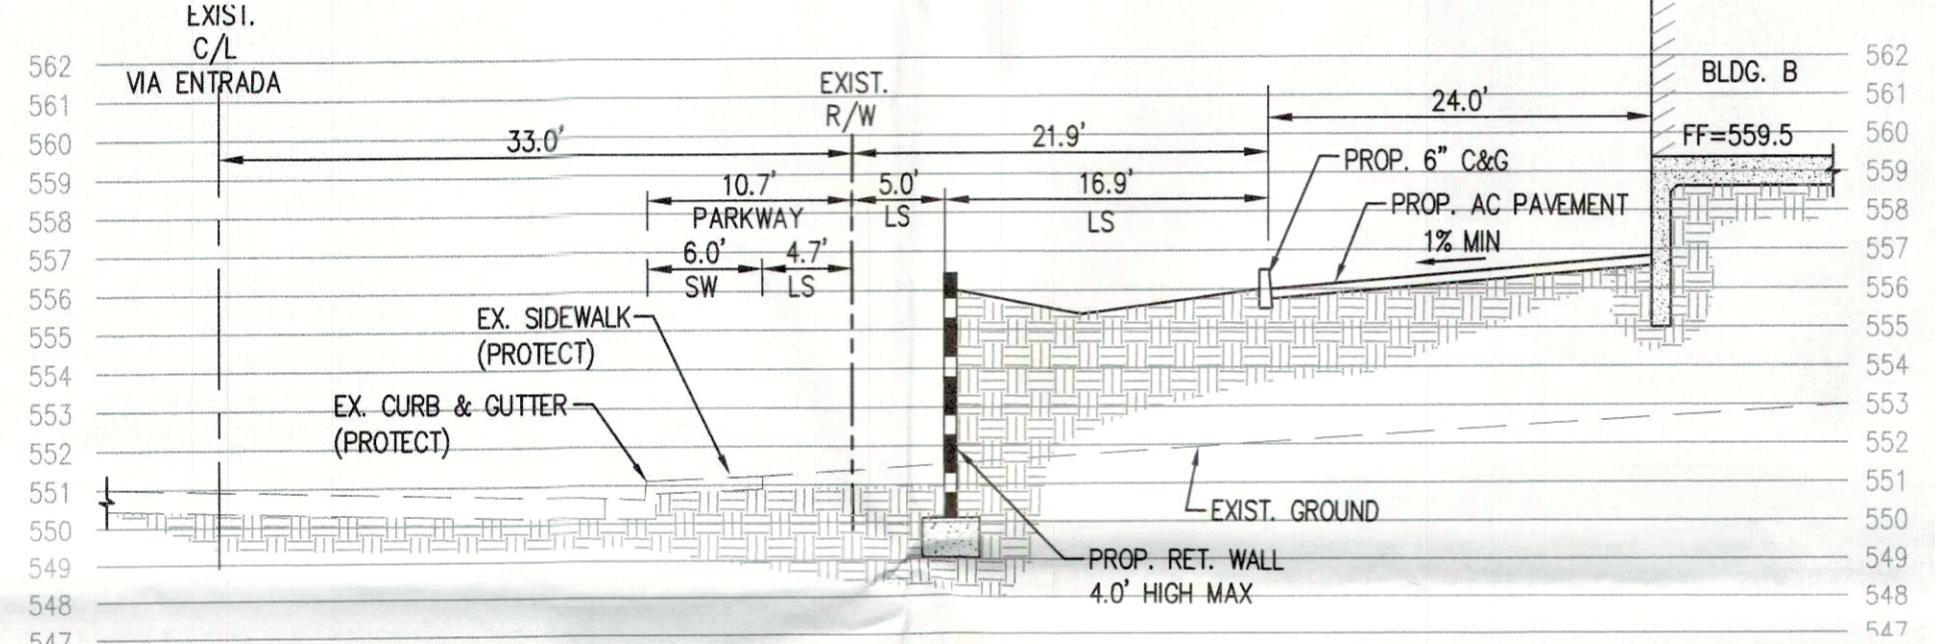 EXIST.
C/L
VIA ENTRADA
562
561
560
559
558
557
556
555
554
553
552
551
550
549
548
547
33.0'
EXIST.
R/W
21.9'
24.0'
10.7'
PARKWAY
5.0'
LS
16.9'
LS
6.0'
SW
4.7'
LS
EX. SIDEWALK
(PROTECT)
EX. CURB & GUTTER
(PROTECT)
PROP. 6" C&G
PROP. AC PAVEMENT
1% MIN
BLDG. B
FF=559.5
EXIST. GROUND
PROP. RET. WALL
4.0' HIGH MAX
562
561
560
559
558
557
556
555
554
553
552
551
550
549
548
547